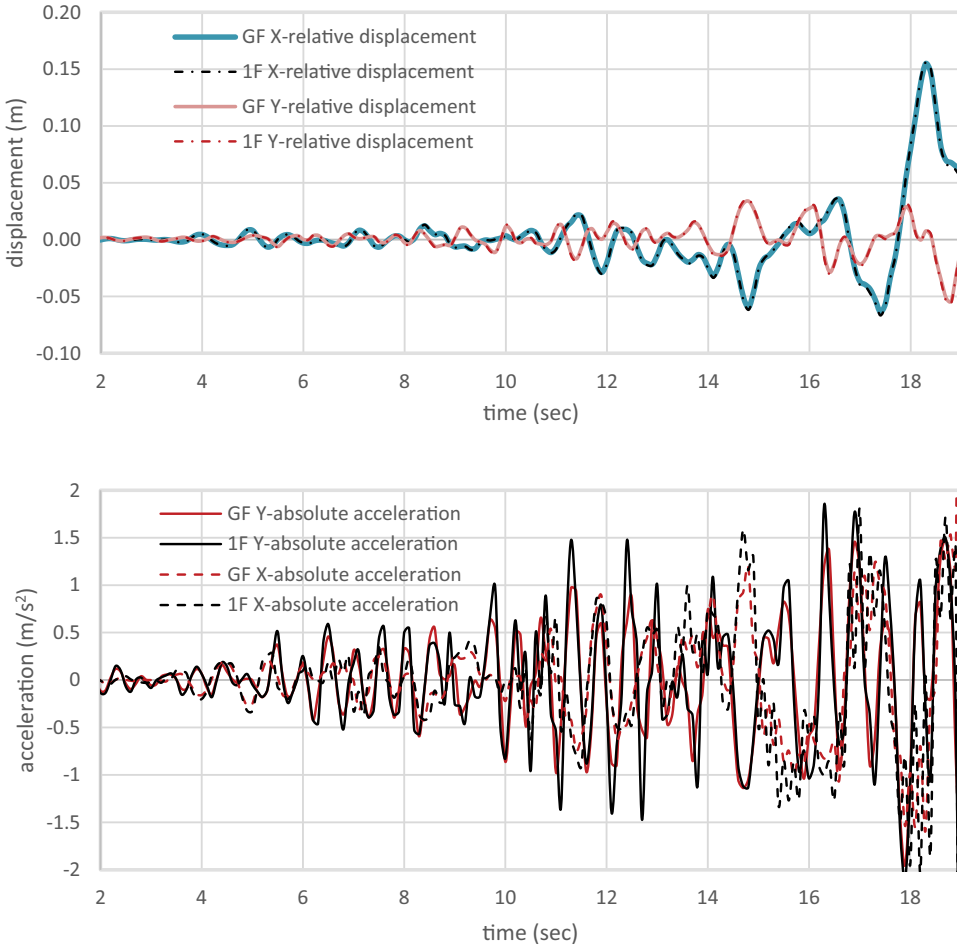 0.20
0.15
0.10
0.05
0.00
-0.05
-0.10
displacement (m)
GF X-relative displacement
1F X-relative displacement
GF Y-relative displacement
1F Y-relative displacement
2 4 6 8 10 12 14 16 18
time (sec)
2
1.5
1
0.5
0
-0.5
-1
-1.5
-2
acceleration (m/s²)
GF Y-absolute acceleration
1F Y-absolute acceleration
GF X-absolute acceleration
1F X-absolute acceleration
2 4 6 8 10 12 14 16 18
time (sec)